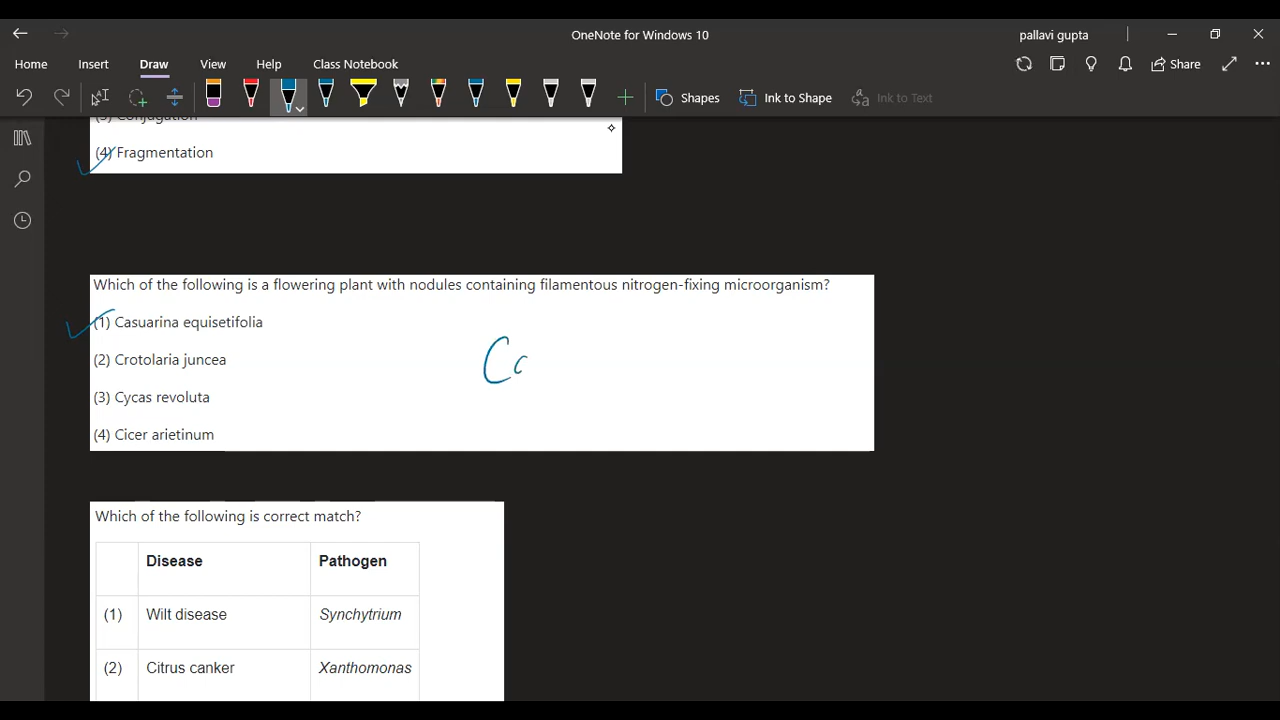 OneNote for Windows 10
pallavi gupta
Home Insert Draw View Help Class Notebook
Share
Shapes Ink to Shape Ink to Text
(3) Conjugation
(4) Fragmentation
Which of the following is a flowering plant with nodules containing filamentous nitrogen-fixing microorganism?
(1) Casuarina equisetifolia
(2) Crotolaria juncea
(3) Cycas revoluta
(4) Cicer arietinum
Ca
Which of the following is correct match?
Disease Pathogen
(1) Wilt disease Synchytrium
(2) Citrus canker Xanthomonas